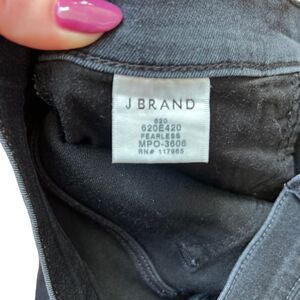 J BRAND
620
620E420
FEARLESS
MPO-3606
RN# 117965